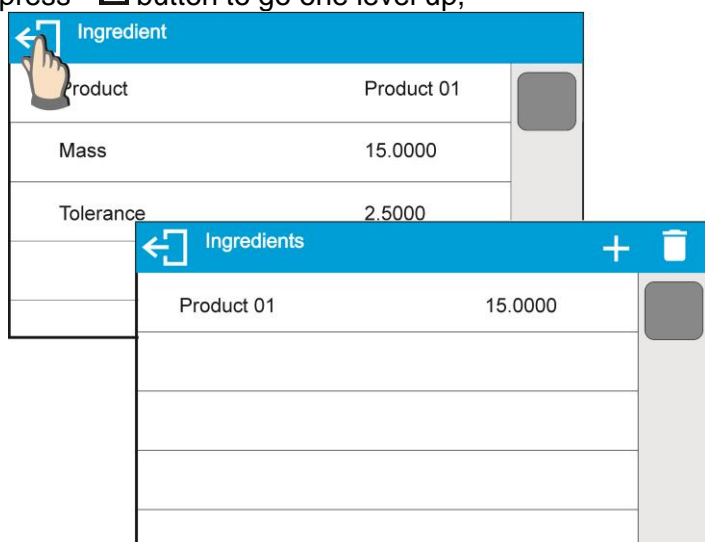 press button to go one level up;
Ingredient
Product Product 01
Mass 15.0000
Tolerance 2.5000
Ingredients
Product 01 15.0000